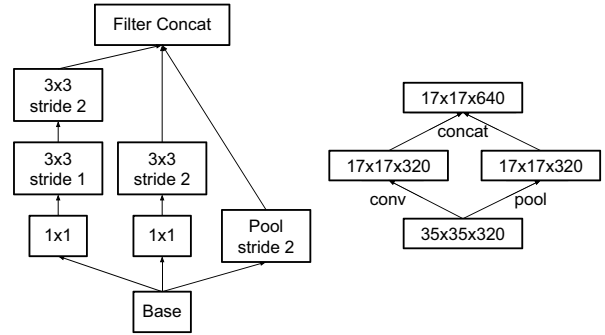 Filter Concat
3x3
stride 2
3x3
stride 1
3x3
stride 2
1x1
1x1
Pool
stride 2
Base
17x17x640
concat
17x17x320
17x17x320
conv
pool
35x35x320